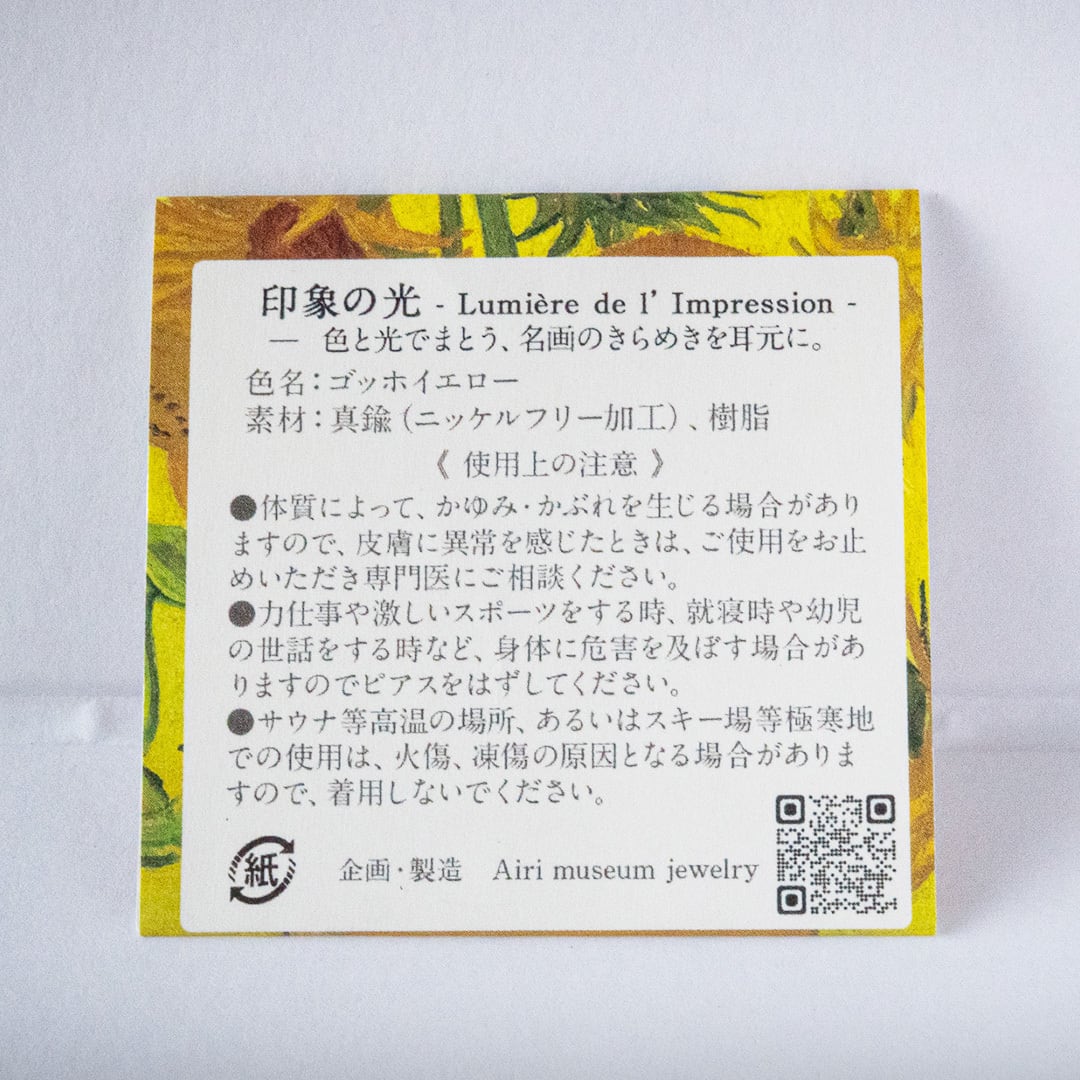 印象の光 - Lumière de l’ Impression -
― 色と光でまとう、名画のきらめきを耳元に。
色名：ゴッホイエロー
素材：真鍮（ニッケルフリー加工）、樹脂
《 使用上の注意 》
●体質によって、かゆみ・かぶれを生じる場合があり
ますので、皮膚に異常を感じたときは、ご使用をお止
めいただき専門医にご相談ください。
●力仕事や激しいスポーツをする時、就寝時や幼児
の世話をする時など、身体に危害を及ぼす場合があ
りますのでピアスをはずしてください。
●サウナ等高温の場所、あるいはスキー場等極寒地
での使用は、火傷、凍傷の原因となる場合がありま
すので、着用しないでください。
紙
企画・製造 Airi museum jewelry